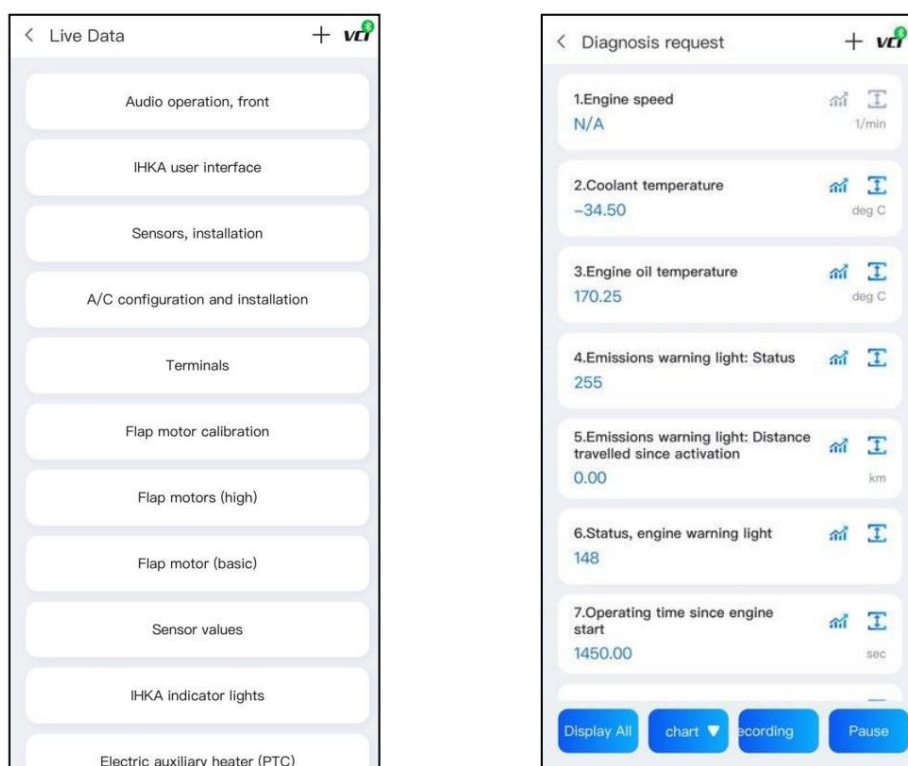 Live Data
VCI
Audio operation, front
IHKA user interface
Sensors, installation
A/C configuration and installation
Terminals
Flap motor calibration
Flap motors (high)
Flap motor (basic)
Sensor values
IHKA indicator lights
Electric auxiliary heater (PTC)
Diagnosis request
VCI
1.Engine speed
N/A
1/min
2.Coolant temperature
-34.50
deg C
3.Engine oil temperature
170.25
deg C
4.Emissions warning light: Status
255
5.Emissions warning light: Distance
travelled since activation
0.00
km
6.Status, engine warning light
148
7.Operating time since engine
start
1450.00
sec
Display All
chart
ecording
Pause